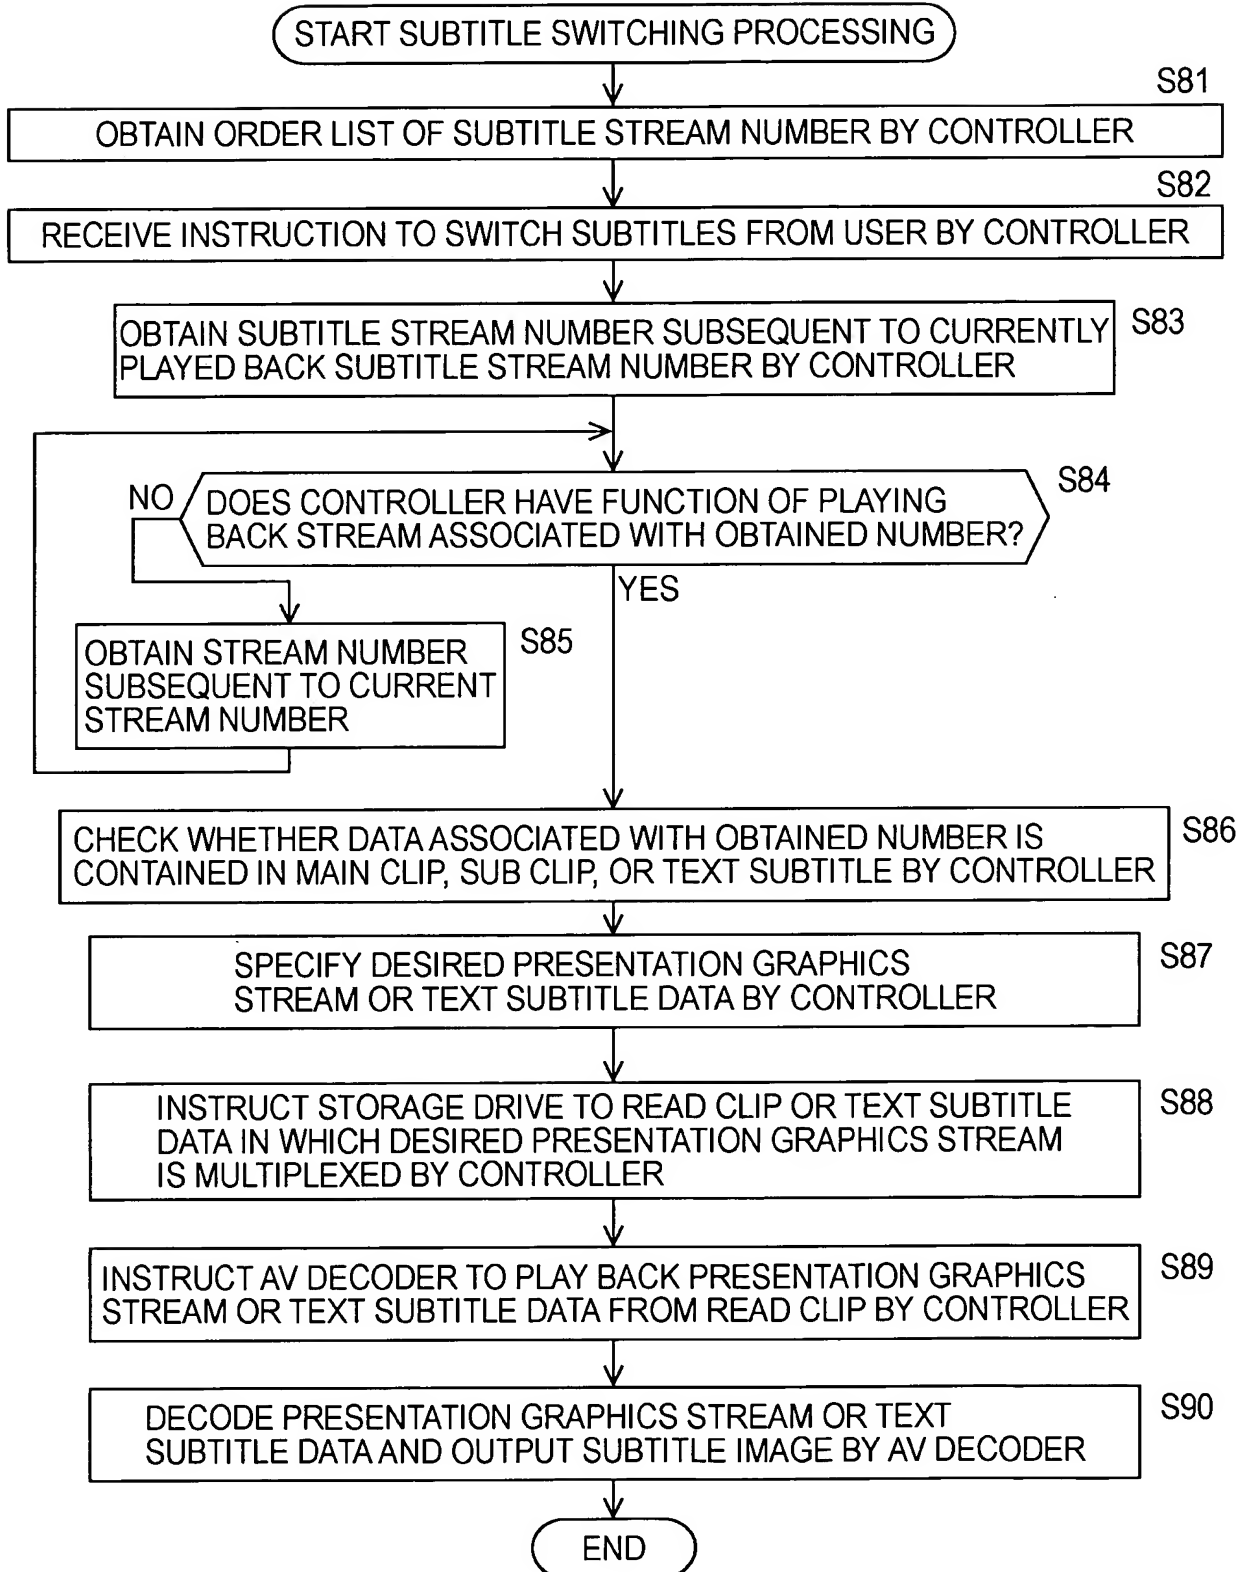 START SUBTITLE SWITCHING PROCESSING
S81
OBTAIN ORDER LIST OF SUBTITLE STREAM NUMBER BY CONTROLLER
S82
RECEIVE INSTRUCTION TO SWITCH SUBTITLES FROM USER BY CONTROLLER
OBTAIN SUBTITLE STREAM NUMBER SUBSEQUENT TO CURRENTLY
PLAYED BACK SUBTITLE STREAM NUMBER BY CONTROLLER
S83
NO
DOES CONTROLLER HAVE FUNCTION OF PLAYING
BACK STREAM ASSOCIATED WITH OBTAINED NUMBER?
S84
YES
OBTAIN STREAM NUMBER
SUBSEQUENT TO CURRENT
STREAM NUMBER
S85
CHECK WHETHER DATA ASSOCIATED WITH OBTAINED NUMBER IS
CONTAINED IN MAIN CLIP, SUB CLIP, OR TEXT SUBTITLE BY CONTROLLER
S86
SPECIFY DESIRED PRESENTATION GRAPHICS
STREAM OR TEXT SUBTITLE DATA BY CONTROLLER
S87
INSTRUCT STORAGE DRIVE TO READ CLIP OR TEXT SUBTITLE
DATA IN WHICH DESIRED PRESENTATION GRAPHICS STREAM
IS MULTIPLEXED BY CONTROLLER
S88
INSTRUCT AV DECODER TO PLAY BACK PRESENTATION GRAPHICS
STREAM OR TEXT SUBTITLE DATA FROM READ CLIP BY CONTROLLER
S89
DECODE PRESENTATION GRAPHICS STREAM OR TEXT
SUBTITLE DATA AND OUTPUT SUBTITLE IMAGE BY AV DECODER
S90
END